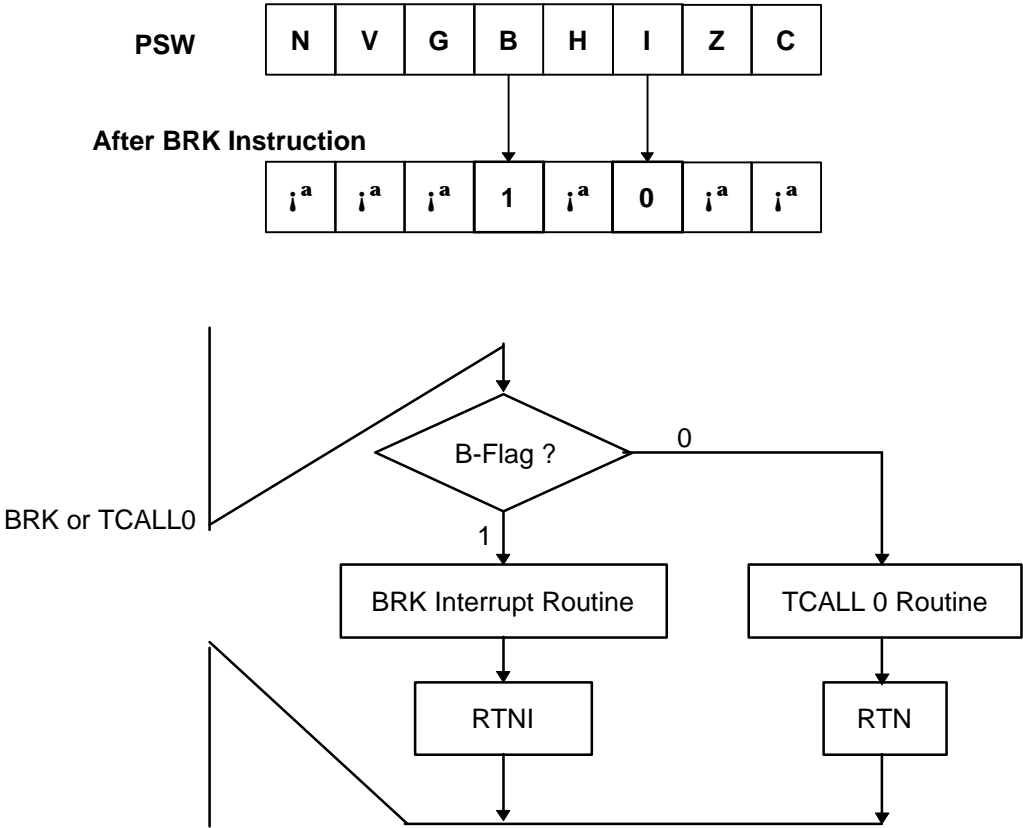 PSW N V G B H I Z C
After BRK Instruction
¡ª ¡ª ¡ª 1 ¡ª 0 ¡ª ¡ª
B-Flag ?
0
BRK or TCALL0
1
BRK Interrupt Routine
TCALL 0 Routine
RTNI
RTN